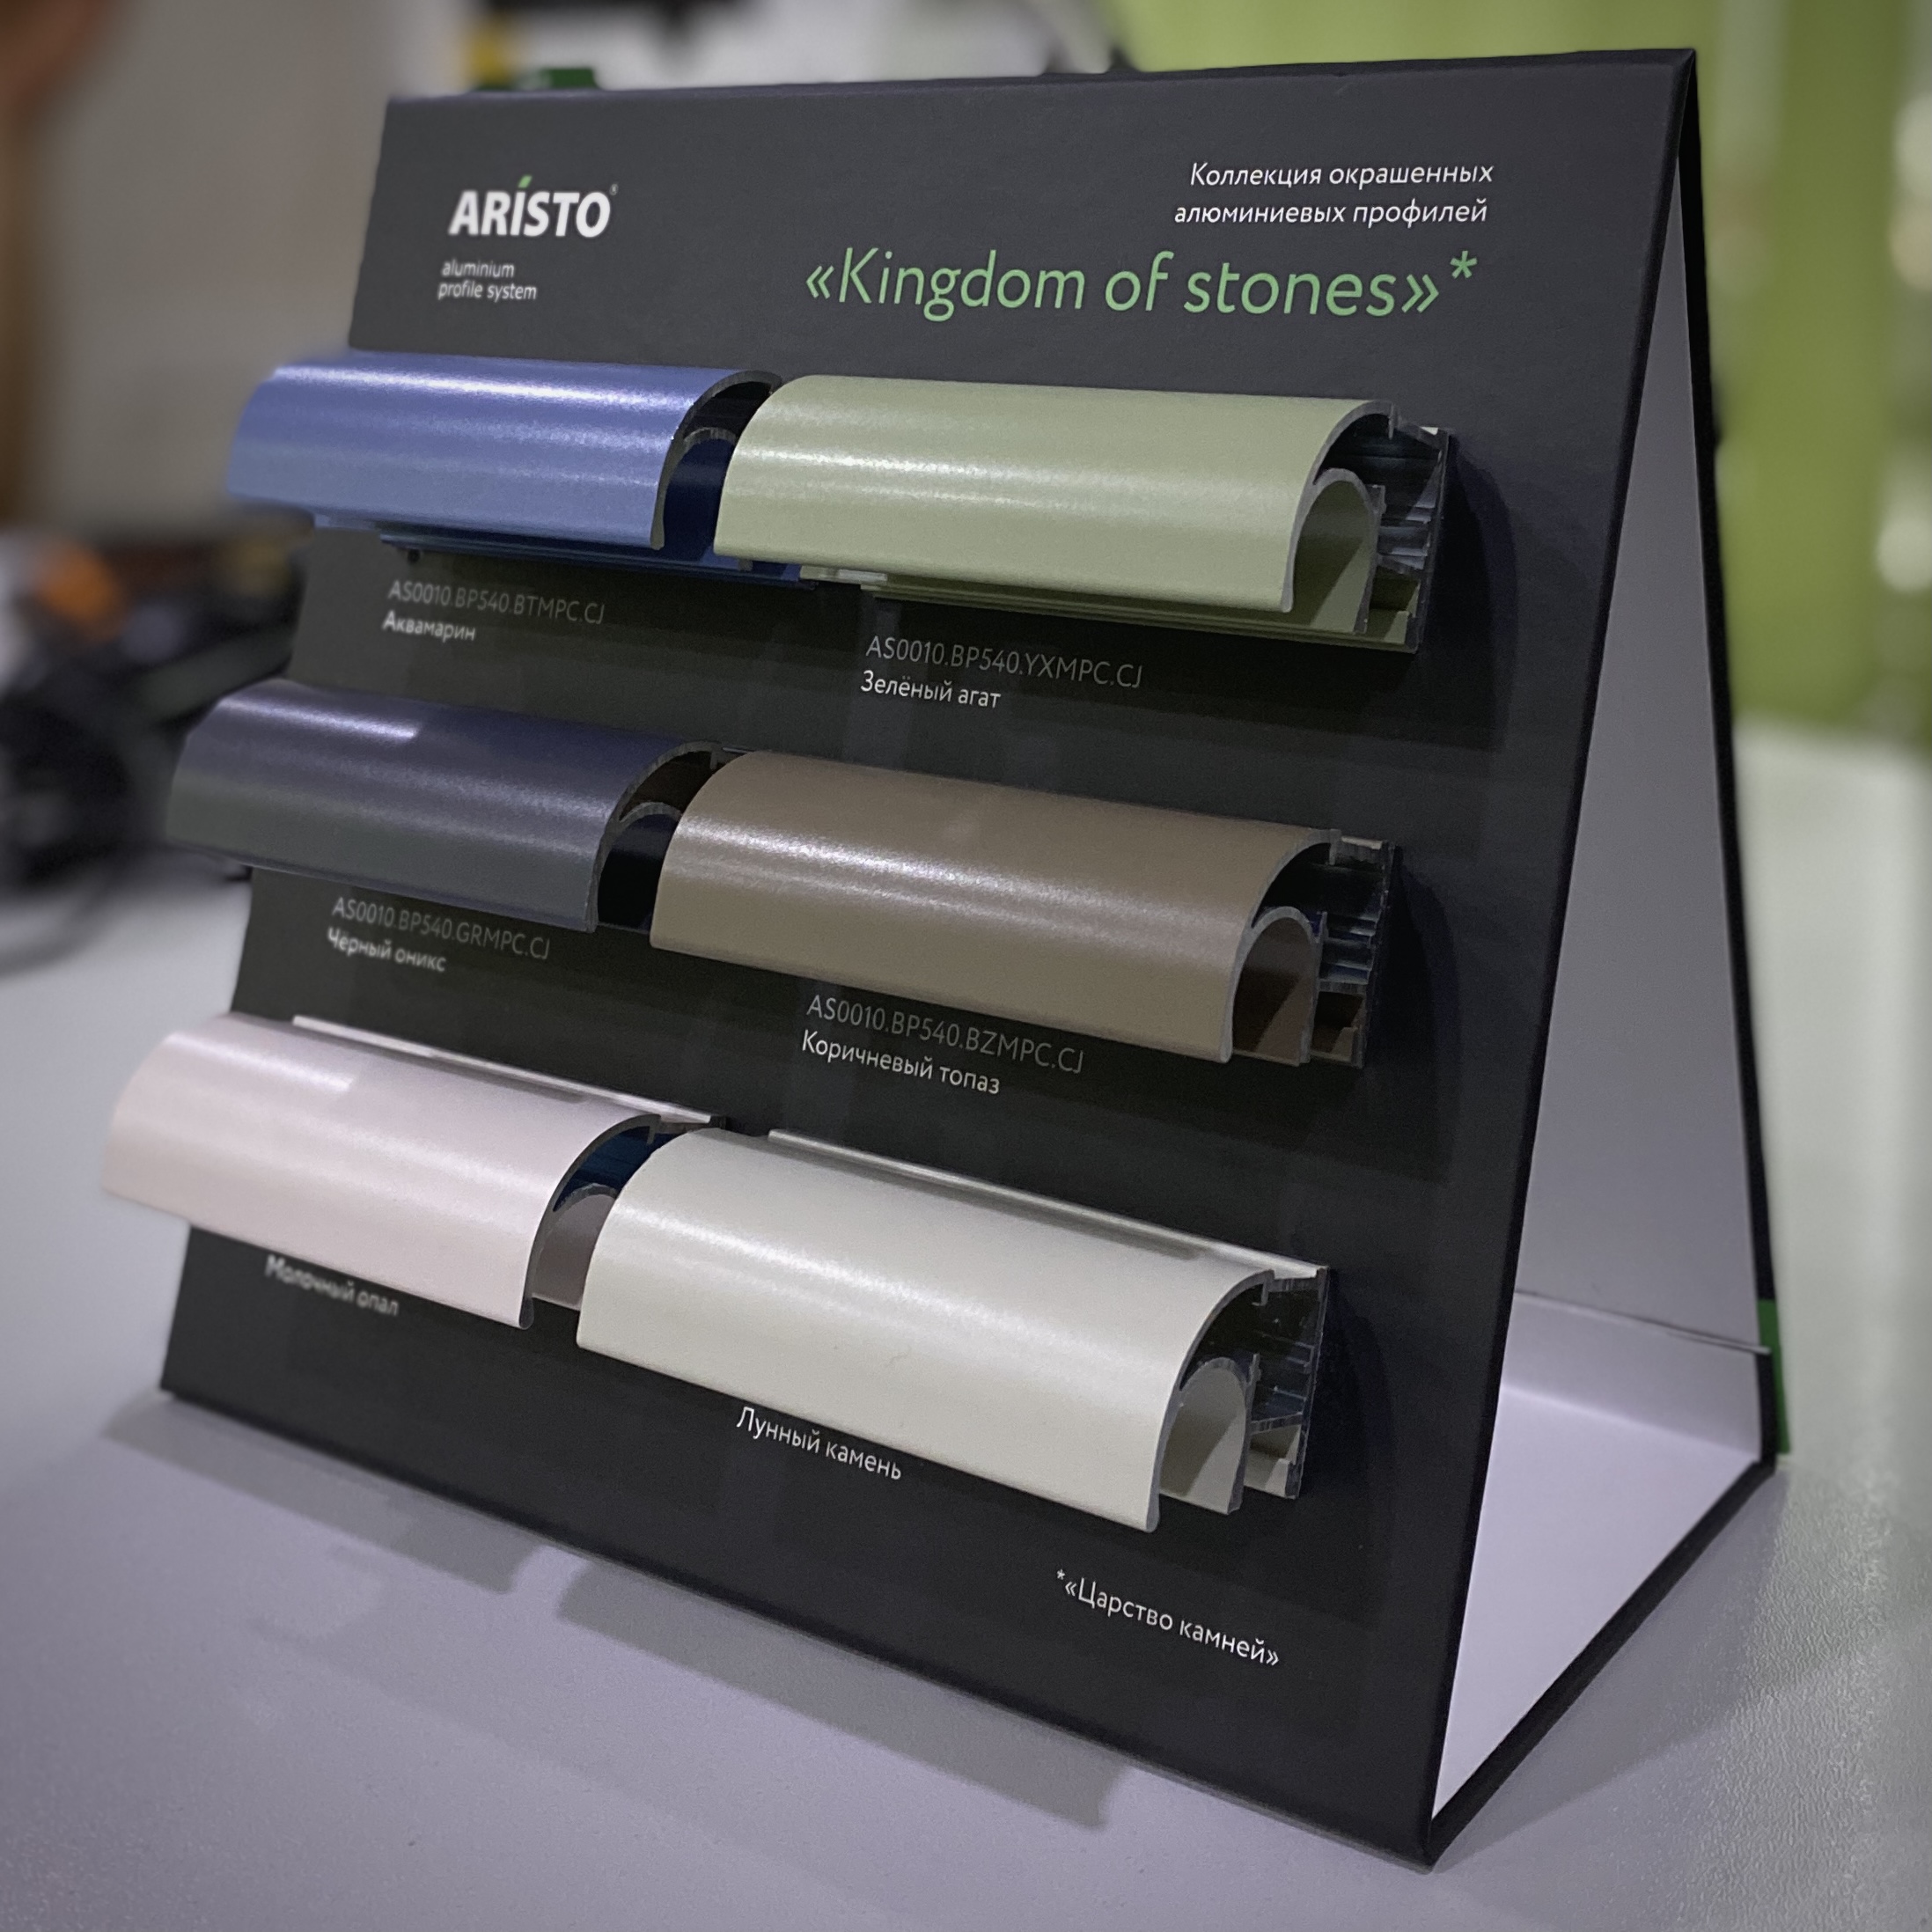 ARISTO
aluminium
profile system
Коллекция окрашенных
алюминиевых профилей
«Kingdom of stones»*
AS0010.BP540.BTMPC.CJ
Аквамарин
AS0010.BP540.YXMPC.CJ
Зелёный агат
AS0010.BP540.GRMPC.CJ
Чёрный оникс
AS0010.BP540.BZMPC.CJ
Коричневый топаз
Молочный опал
Лунный камень
*«Царство камней»